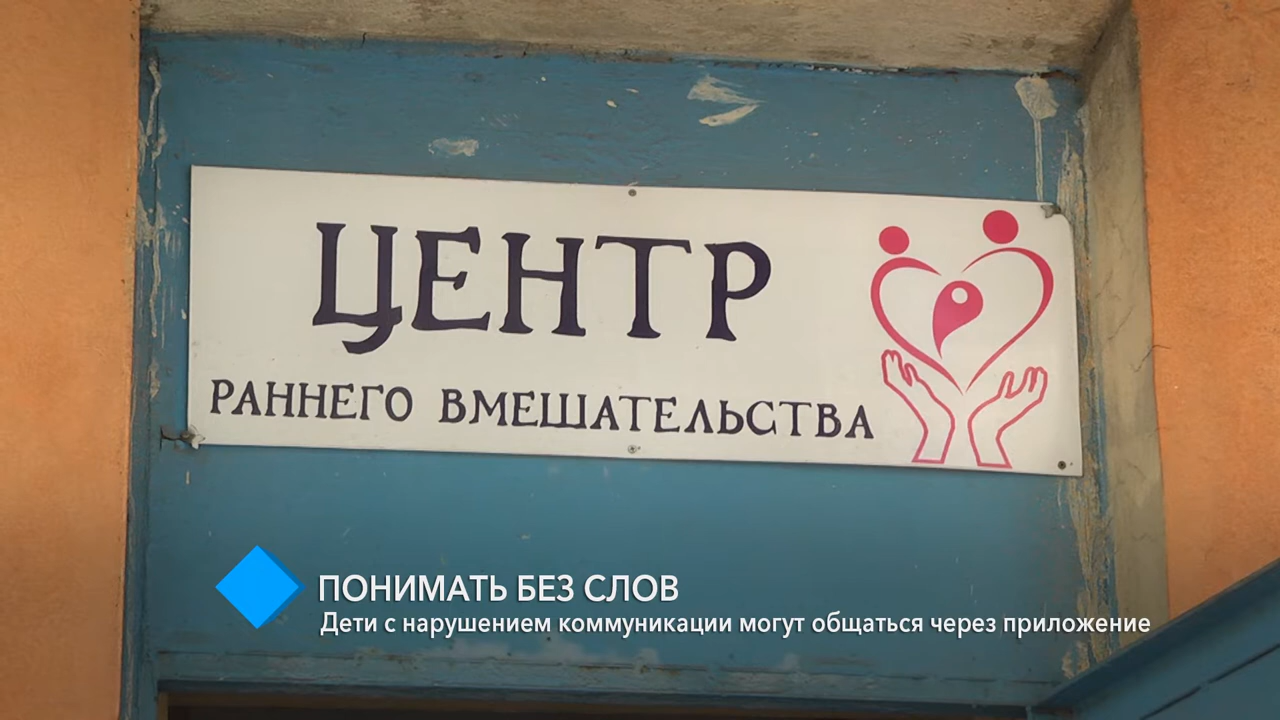 ЦЕНТР
РАННЕГО ВМЕШАТЕЛЬСТВА
ПОНИМАТЬ БЕЗ СЛОВ
Дети с нарушением коммуникации могут общаться через приложение